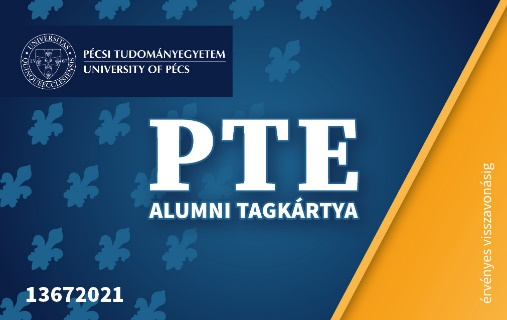 PÉCSI TUDOMÁNYEGYETEM
UNIVERSITY OF PÉCS
PTE
ALUMNI TAGKÁRTYA
érvényes visszavonásig
13672021